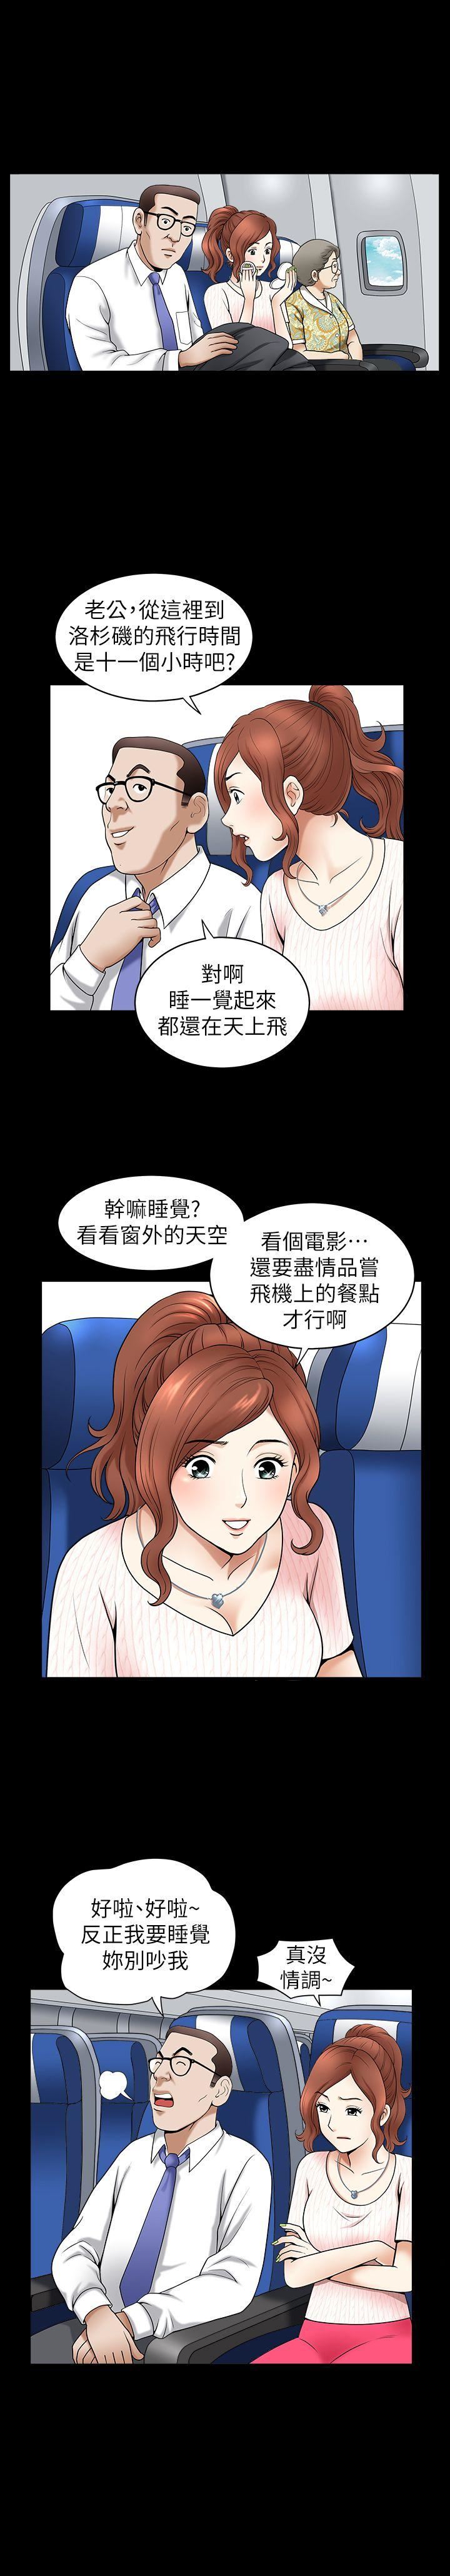 老公，從這裡到
洛杉磯的飛行時間
是十一個小時吧？
對啊
睡一覺起來
都還在天上飛
幹嘛睡覺？
看看窗外的天空
看個電影⋯
還要盡情品嘗
飛機上的餐點
才行啊
好啦、好啦~
反正我要睡覺
妳別吵我
真沒
情調~